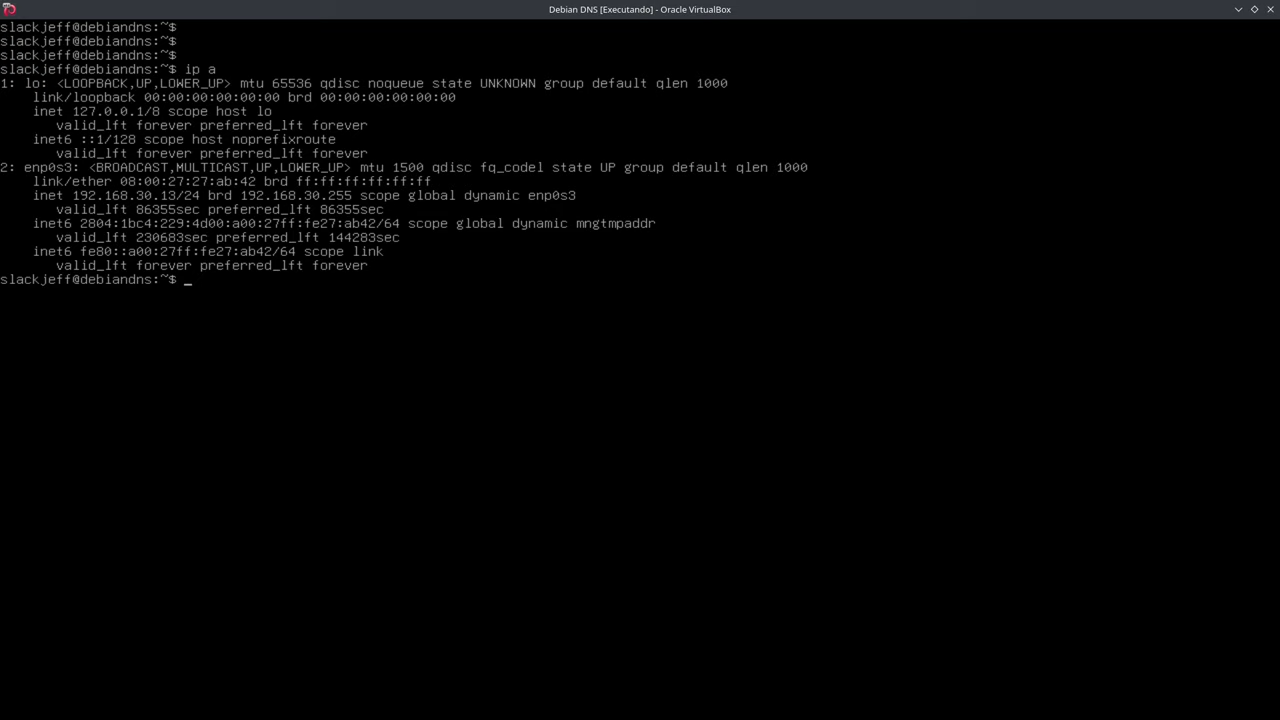 Debian DNS [Executando] - Oracle VirtualBox
slackjeff@debiandns:~$
slackjeff@debiandns:~$
slackjeff@debiandns:~$
slackjeff@debiandns:~$ ip a
1: lo: <LOOPBACK,UP,LOWER_UP> mtu 65536 qdisc noqueue state UNKNOWN group default qlen 1000
    link/loopback 00:00:00:00:00:00 brd 00:00:00:00:00:00
    inet 127.0.0.1/8 scope host lo
       valid_lft forever preferred_lft forever
    inet6 ::1/128 scope host noprefixroute
       valid_lft forever preferred_lft forever
2: enp0s3: <BROADCAST,MULTICAST,UP,LOWER_UP> mtu 1500 qdisc fq_codel state UP group default qlen 1000
    link/ether 08:00:27:27:ab:42 brd ff:ff:ff:ff:ff:ff
    inet 192.168.30.13/24 brd 192.168.30.255 scope global dynamic enp0s3
       valid_lft 86355sec preferred_lft 86355sec
    inet6 2804:1bc4:229:4d00:a00:27ff:fe27:ab42/64 scope global dynamic mngtmpaddr
       valid_lft 230683sec preferred_lft 144283sec
    inet6 fe80::a00:27ff:fe27:ab42/64 scope link
       valid_lft forever preferred_lft forever
slackjeff@debiandns:~$ _